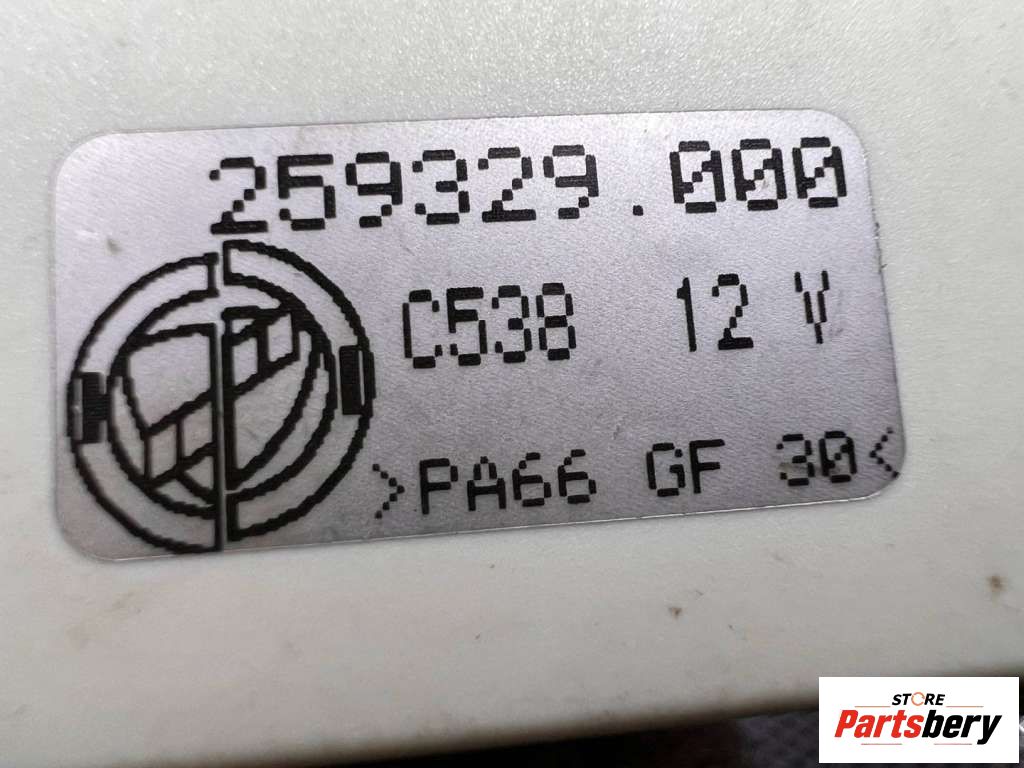 259329.000
C538 12 V
>PA66 GF 30<
STORE
Partsbery